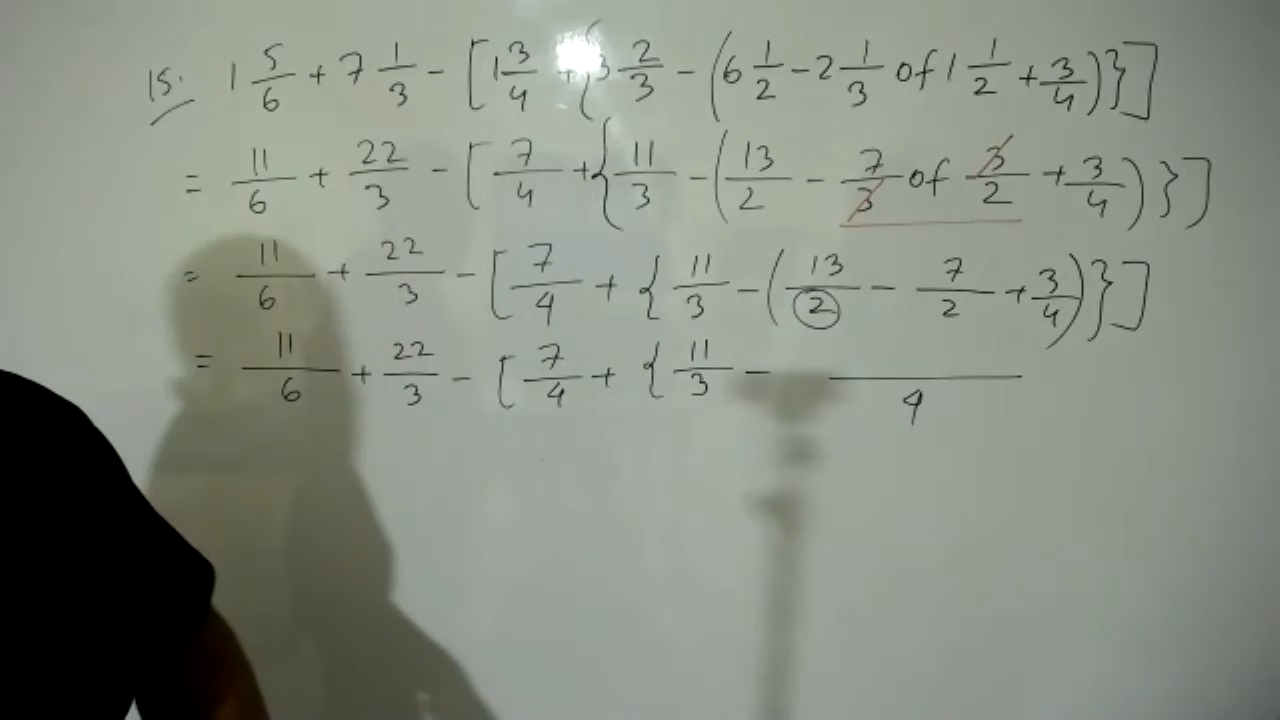 15. 1 5/6 + 7 1/3 - [1 3/4 + {3 2/3 - (6 1/2 - 2 1/3 of 1 1/2 + 3/4)}]
= 11/6 + 22/3 - [7/4 + {11/3 - (13/2 - 7/3 of 3/2 + 3/4)}]
= 11/6 + 22/3 - [7/4 + {11/3 - (13/2 - 7/2 + 3/4)}]
= 11/6 + 22/3 - [7/4 + {11/3 - /4